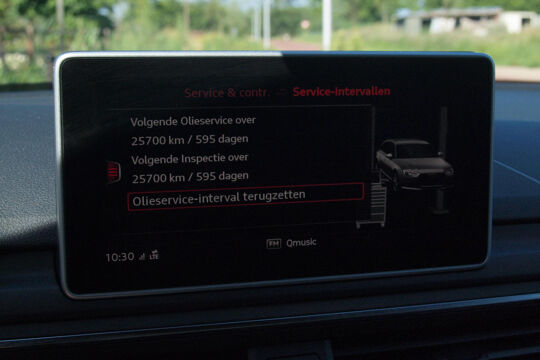 Service & contr. Service-intervallen
Volgende Olieservice over
25700 km / 595 dagen
Volgende Inspectie over
25700 km / 595 dagen
Olieservice-interval terugzetten
FM Qmusic
10:30 LTE